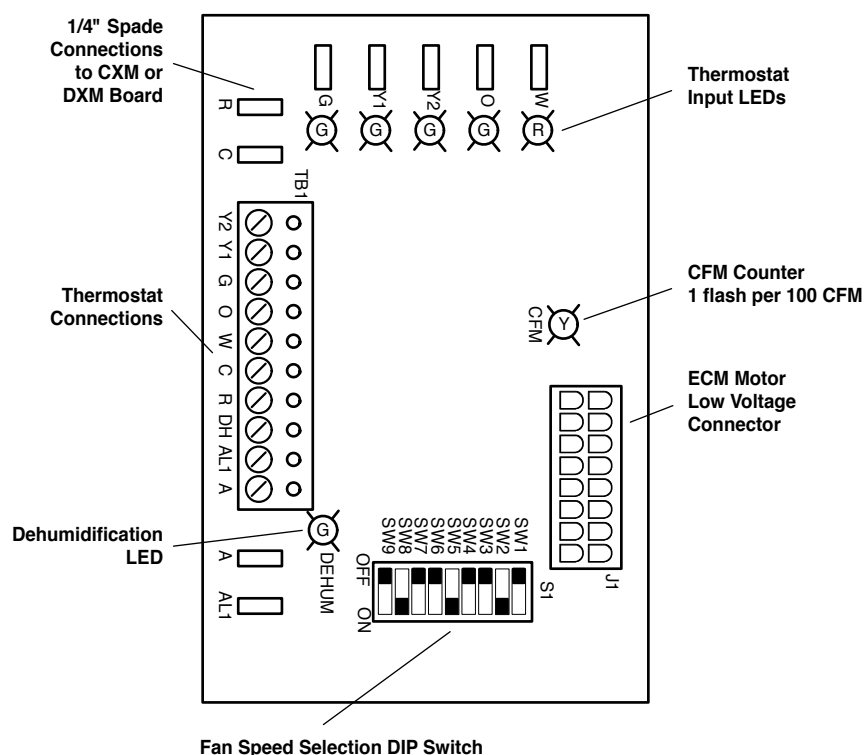 1/4" Spade
Connections
to CXM or
DXM Board
G
Y1
Y2
O
W
G
G
G
G
R
Thermostat
Input LEDs
R
C
TB1
Y2
Y1
G
O
W
C
R
DH
AL1
A
Thermostat
Connections
CFM
Y
CFM Counter
1 flash per 100 CFM
ECM Motor
Low Voltage
Connector
J1
Dehumidification
LED
G
DEHUM
A
AL1
SW9
SW8
SW7
SW6
SW5
SW4
SW3
SW2
SW1
OFF
ON
S1
Fan Speed Selection DIP Switch